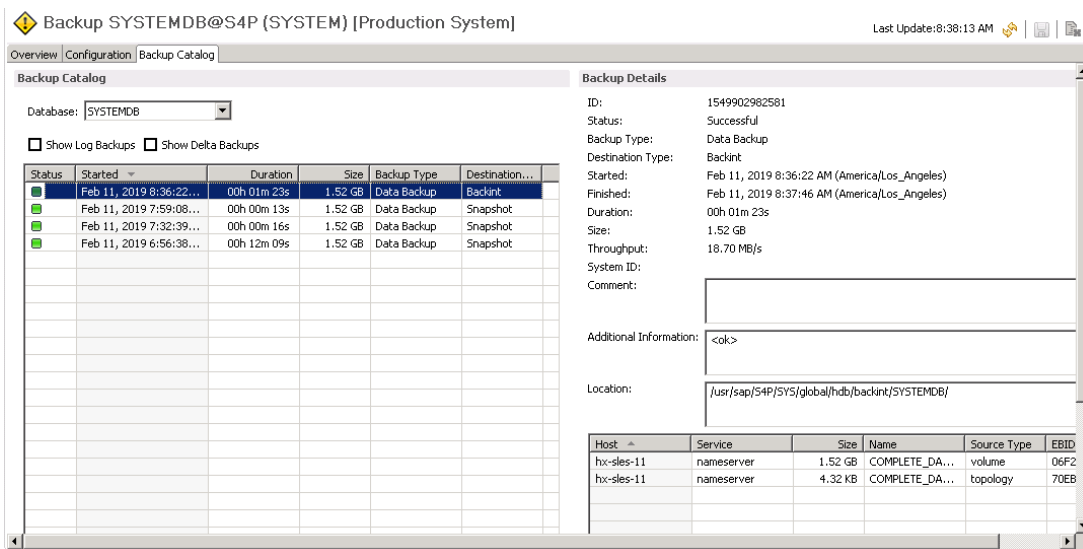 Backup SYSTEMDB@S4P (SYSTEM) [Production System]
Last Update:8:38:13 AM
Overview Configuration Backup Catalog
Backup Catalog
Database: SYSTEMDB
Show Log Backups Show Delta Backups
Status Started Duration Size Backup Type Destination...
Feb 11, 2019 8:36:22... 00h 01m 23s 1.52 GB Data Backup Backint
Feb 11, 2019 7:59:08... 00h 00m 13s 1.52 GB Data Backup Snapshot
Feb 11, 2019 7:32:39... 00h 00m 16s 1.52 GB Data Backup Snapshot
Feb 11, 2019 6:56:38... 00h 12m 09s 1.52 GB Data Backup Snapshot
Backup Details
ID: 1549902982581
Status: Successful
Backup Type: Data Backup
Destination Type: Backint
Started: Feb 11, 2019 8:36:22 AM (America/Los_Angeles)
Finished: Feb 11, 2019 8:37:46 AM (America/Los_Angeles)
Duration: 00h 01m 23s
Size: 1.52 GB
Throughput: 18.70 MB/s
System ID:
Comment:
Additional Information: <ok>
Location: /usr/sap/S4P/SYS/global/hdb/backint/SYSTEMDB/
Host Service Size Name Source Type EBID
hx-sles-11 nameserver 1.52 GB COMPLETE_DA... volume 06F2
hx-sles-11 nameserver 4.32 KB COMPLETE_DA... topology 70EB